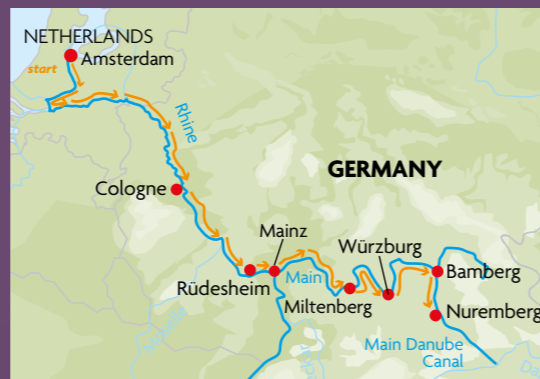 NETHERLANDS
start
Amsterdam
Rhine
GERMANY
Cologne
Mainz
Würzburg
Rüdesheim
Main
Bamberg
Miltenberg
Nuremberg
Main Danube
Canal